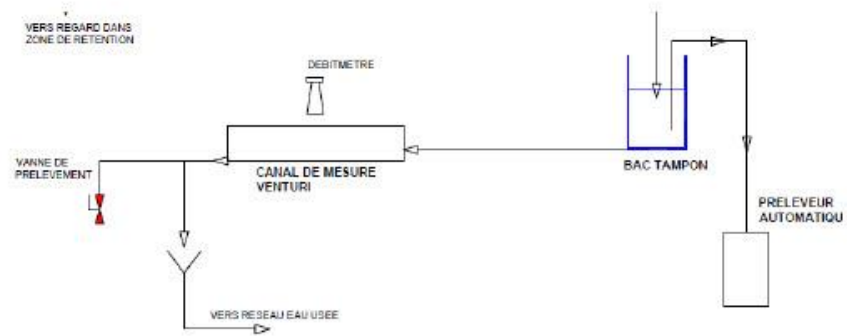 VERS REGARD DANS
ZONE DE RETENTION
DEBITMETRE
VANNE DE
PRELEVEMENT
CANAL DE MESURE
VENTURI
BAC TAMPON
PRELEVEUR
AUTOMATIQU
VERS RESEAU EAU USEE